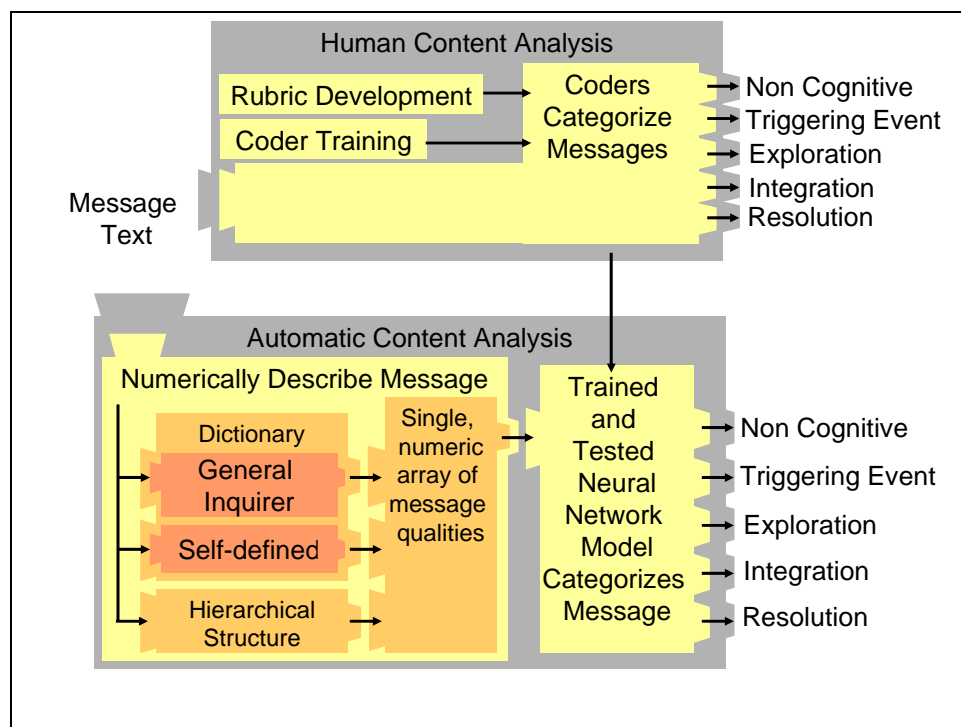 Human Content Analysis
Rubric Development
Coder Training
Coders
Categorize
Messages
Non Cognitive
Triggering Event
Exploration
Integration
Resolution
Message
Text
Automatic Content Analysis
Numerically Describe Message
Dictionary
General
Inquirer
Self-defined
Hierarchical
Structure
Single,
numeric
array of
message
qualities
Trained
and
Tested
Neural
Network
Model
Categorizes
Message
Non Cognitive
Triggering Event
Exploration
Integration
Resolution